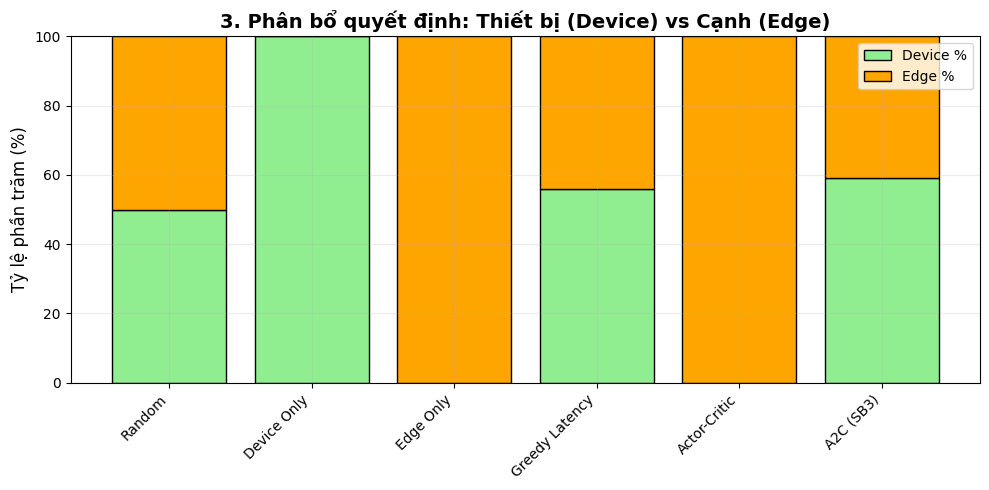 3. Phân bổ quyết định: Thiết bị (Device) vs Cạnh (Edge)
Tỷ lệ phần trăm (%)
100
80
60
40
20
0
Device %
Edge %
Random
Device Only
Edge Only
Greedy Latency
Actor-Critic
A2C (SB3)